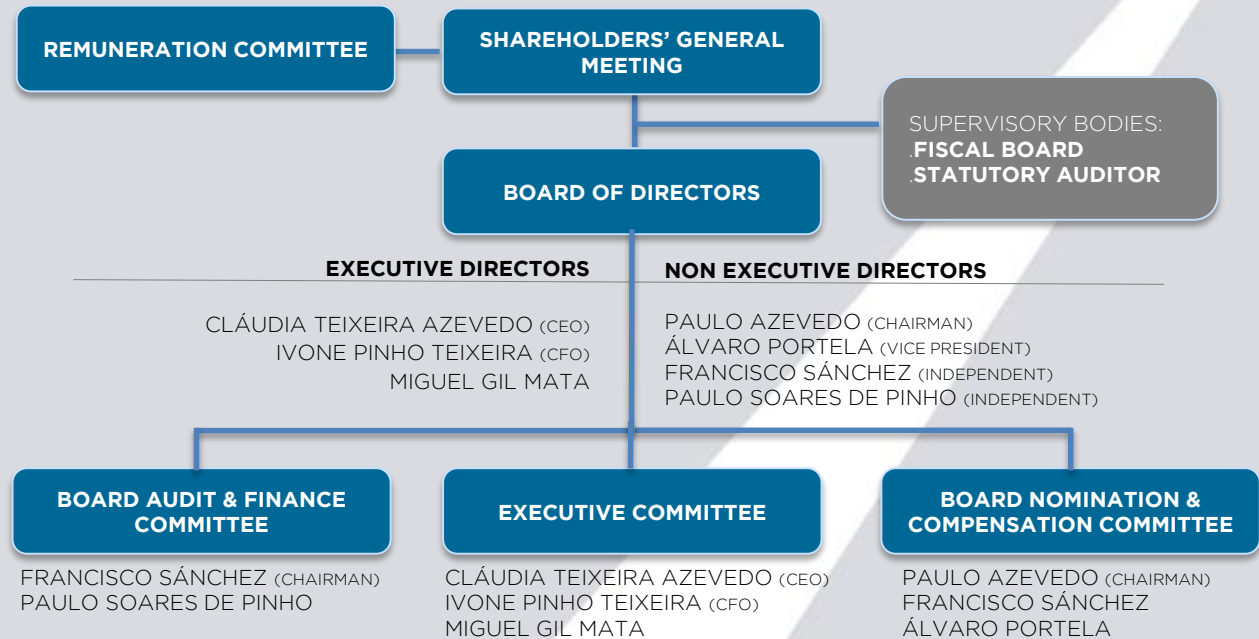 REMUNERATION COMMITTEE
SHAREHOLDERS’ GENERAL
MEETING
SUPERVISORY BODIES:
.FISCAL BOARD
.STATUTORY AUDITOR
BOARD OF DIRECTORS
EXECUTIVE DIRECTORS
CLÁUDIA TEIXEIRA AZEVEDO (CEO)
IVONE PINHO TEIXEIRA (CFO)
MIGUEL GIL MATA
NON EXECUTIVE DIRECTORS
PAULO AZEVEDO (CHAIRMAN)
ÁLVARO PORTELA (VICE PRESIDENT)
FRANCISCO SÁNCHEZ (INDEPENDENT)
PAULO SOARES DE PINHO (INDEPENDENT)
BOARD AUDIT & FINANCE
COMMITTEE
FRANCISCO SÁNCHEZ (CHAIRMAN)
PAULO SOARES DE PINHO
EXECUTIVE COMMITTEE
CLÁUDIA TEIXEIRA AZEVEDO (CEO)
IVONE PINHO TEIXEIRA (CFO)
MIGUEL GIL MATA
BOARD NOMINATION &
COMPENSATION COMMITTEE
PAULO AZEVEDO (CHAIRMAN)
FRANCISCO SÁNCHEZ
ÁLVARO PORTELA